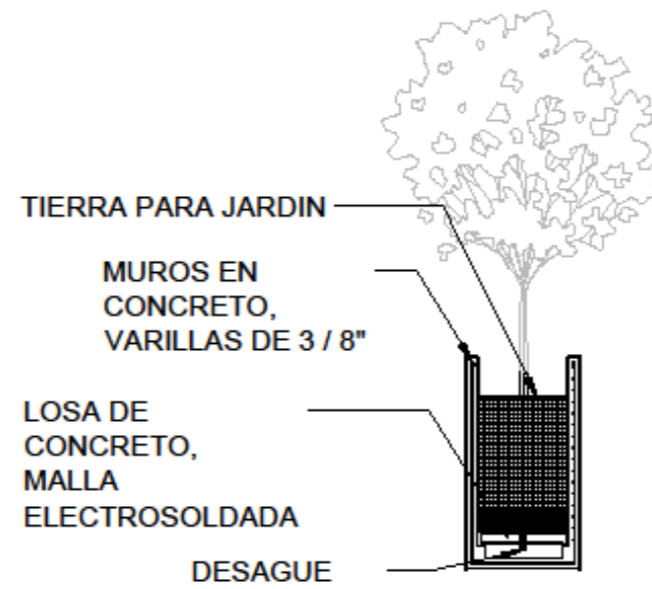 TIERRA PARA JARDIN
MUROS EN
CONCRETO,
VARILLAS DE 3 / 8"
LOSA DE
CONCRETO,
MALLA
ELECTROSOLDADA
DESAGUE